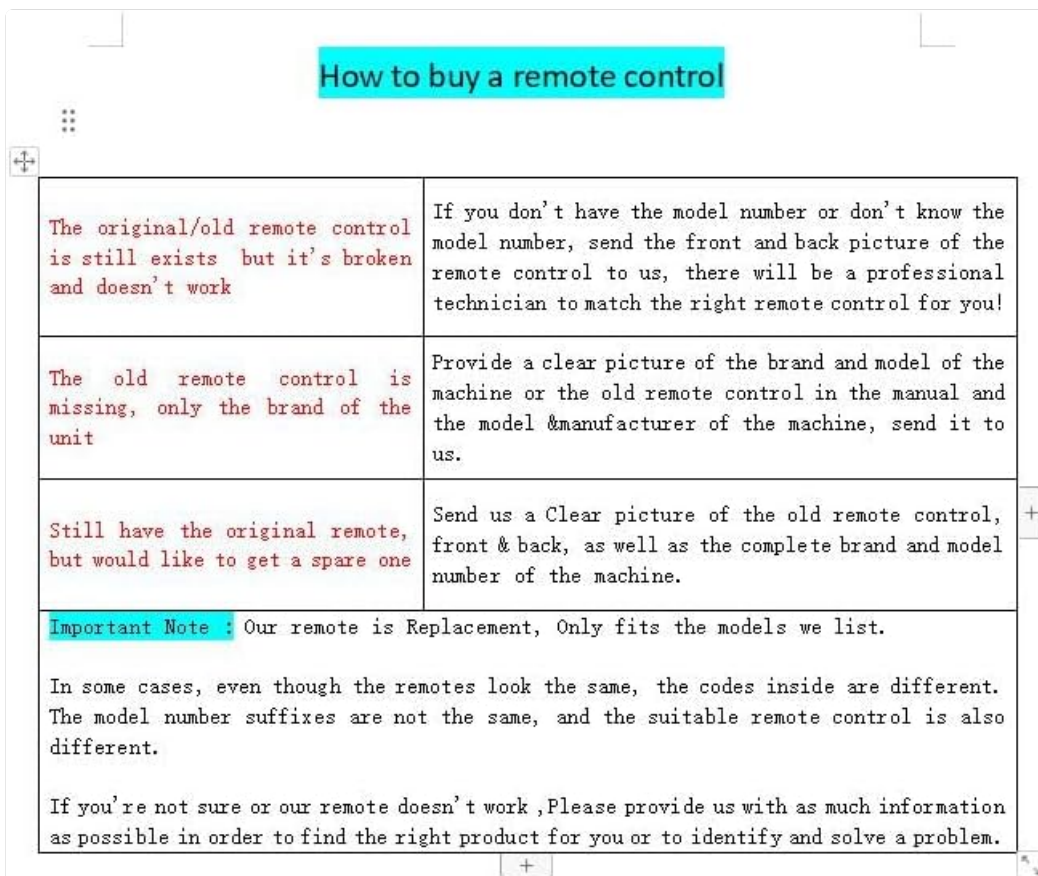 How to buy a remote control
The original/old remote control
is still exists but it's broken
and doesn't work
If you don't have the model number or don't know the
model number, send the front and back picture of the
remote control to us, there will be a professional
technician to match the right remote control for you!
The old remote control is
missing, only the brand of the
unit
Provide a clear picture of the brand and model of the
machine or the old remote control in the manual and
the model &manufacturer of the machine, send it to
us.
Still have the original remote,
but would like to get a spare one
Send us a Clear picture of the old remote control,
front & back, as well as the complete brand and model
number of the machine.
Important Note : Our remote is Replacement, Only fits the models we list.
In some cases, even though the remotes look the same, the codes inside are different.
The model number suffixes are not the same, and the suitable remote control is also
different.
If you're not sure or our remote doesn't work ,Please provide us with as much information
as possible in order to find the right product for you or to identify and solve a problem.